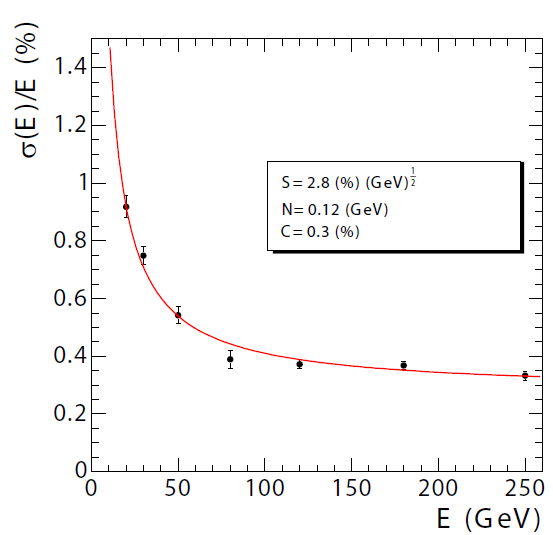 σ(E)/E (%)
1.4
1.2
1
0.8
0.6
0.4
0.2
0
S = 2.8 (%) (GeV)^{1/2}
N= 0.12 (GeV)
C= 0.3 (%)
0 50 100 150 200 250
E (GeV)